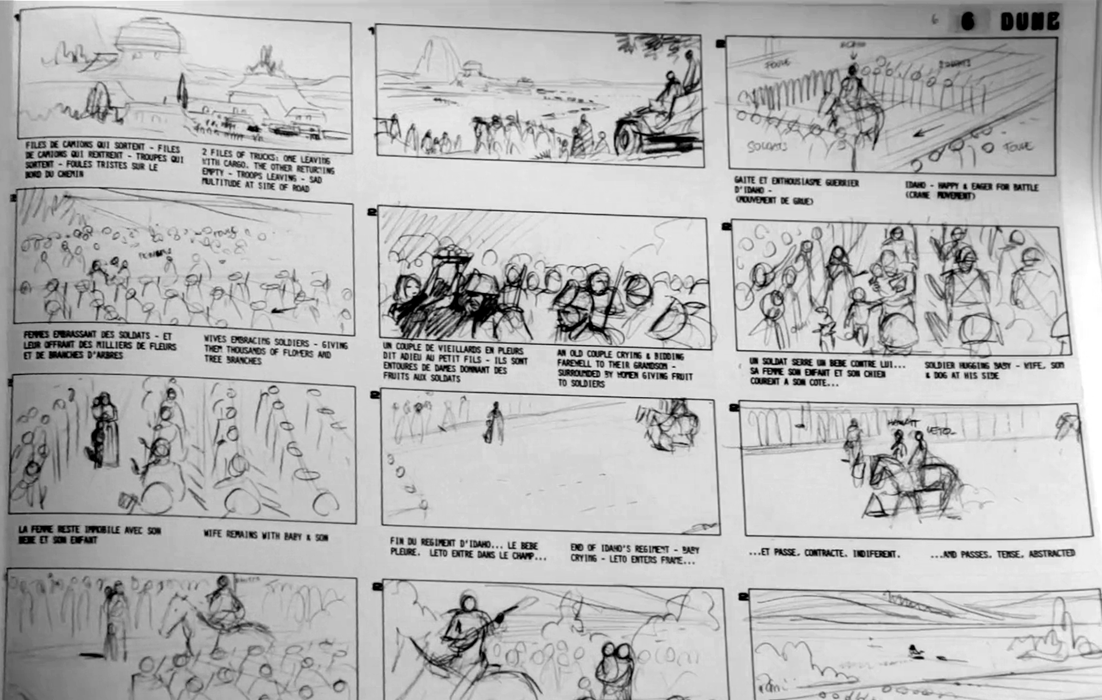 6 6 DUNE
FILES DE CAMIONS QUI SORTENT - FILES
DE CAMIONS QUI RENTRENT - TROUPES QUI
SORTENT - FOULES TRISTES SUR LE
BORD DU CHEMIN
2 FILES OF TRUCKS: ONE LEAVING
WITH CARGO, THE OTHER RETURNING
EMPTY - TROOPS LEAVING - SAD
MULTITUDE AT SIDE OF ROAD
FOULE
SOLDATS
FOULE
GAITE ET ENTHOUSIASME GUERRIER
D'IDAHO -
(MOUVEMENT DE GRUE)
IDAHO - HAPPY & EAGER FOR BATTLE
(CRANE MOVEMENT)
FEMMES EMBRASSANT DES SOLDATS - ET
LEUR OFFRANT DES MILLIERS DE FLEURS
ET DE BRANCHES D'ARBRES
WIVES EMBRACING SOLDIERS - GIVING
THEM THOUSANDS OF FLOWERS AND
TREE BRANCHES
UN COUPLE DE VIEILLARDS EN PLEURS
DIT ADIEU AU PETIT FILS - ILS SONT
ENTOURES DE DAMES DONNANT DES
FRUITS AUX SOLDATS
AN OLD COUPLE CRYING & BIDDING
FAREWELL TO THEIR GRANDSON -
SURROUNDED BY WOMEN GIVING FRUIT
TO SOLDIERS
UN SOLDAT SERRE UN BEBE CONTRE LUI...
SA FEMME SON ENFANT ET SON CHIEN
COURENT A SON COTE...
SOLDIER HUGGING BABY - WIFE, SON
& DOG AT HIS SIDE
LA FEMME RESTE IMMOBILE AVEC SON
BEBE ET SON ENFANT
WIFE REMAINS WITH BABY & SON
FIN DU REGIMENT D'IDAHO... LE BEBE
PLEURE. LETO ENTRE DANS LE CHAMP...
END OF IDAHO'S REGIMENT - BABY
CRYING - LETO ENTERS FRAME...
LETO
...ET PASSE. CONTRACTE. INDIFERENT.
...AND PASSES. TENSE. ABSTRACTED